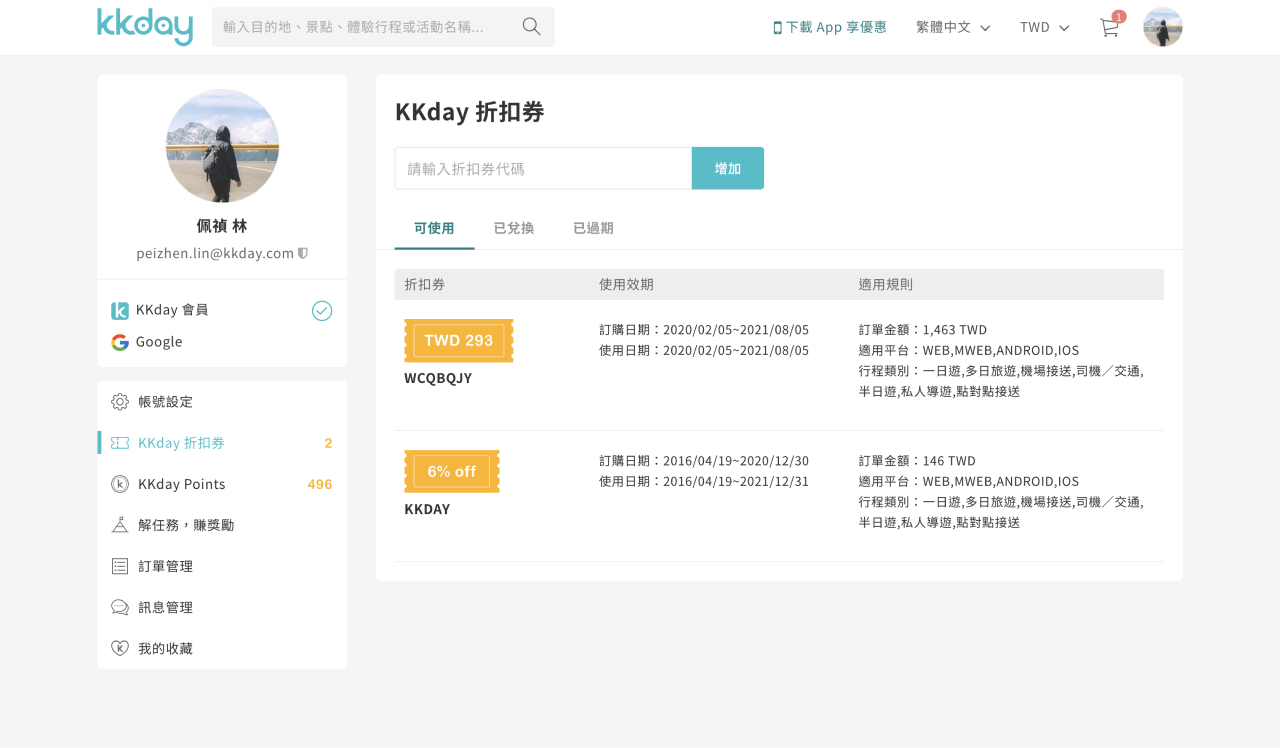 kkday
輸入目的地、景點、體驗行程或活動名稱...
下載 App 享優惠
繁體中文
TWD
1
佩禎 林
peizhen.lin@kkday.com
KKday 會員
Google
帳號設定
KKday 折扣券 2
KKday Points 496
解任務，賺獎勵
訂單管理
訊息管理
我的收藏
KKday 折扣券
請輸入折扣券代碼 增加
可使用 已兌換 已過期
折扣券 使用效期 適用規則
TWD 293
WCQBQJY
訂購日期：2020/02/05~2021/08/05
使用日期：2020/02/05~2021/08/05
訂單金額：1,463 TWD
適用平台：WEB,MWEB,ANDROID,IOS
行程類別：一日遊,多日旅遊,機場接送,司機／交通,
半日遊,私人導遊,點對點接送
6% off
KKDAY
訂購日期：2016/04/19~2020/12/30
使用日期：2016/04/19~2021/12/31
訂單金額：146 TWD
適用平台：WEB,MWEB,ANDROID,IOS
行程類別：一日遊,多日旅遊,機場接送,司機／交通,
半日遊,私人導遊,點對點接送